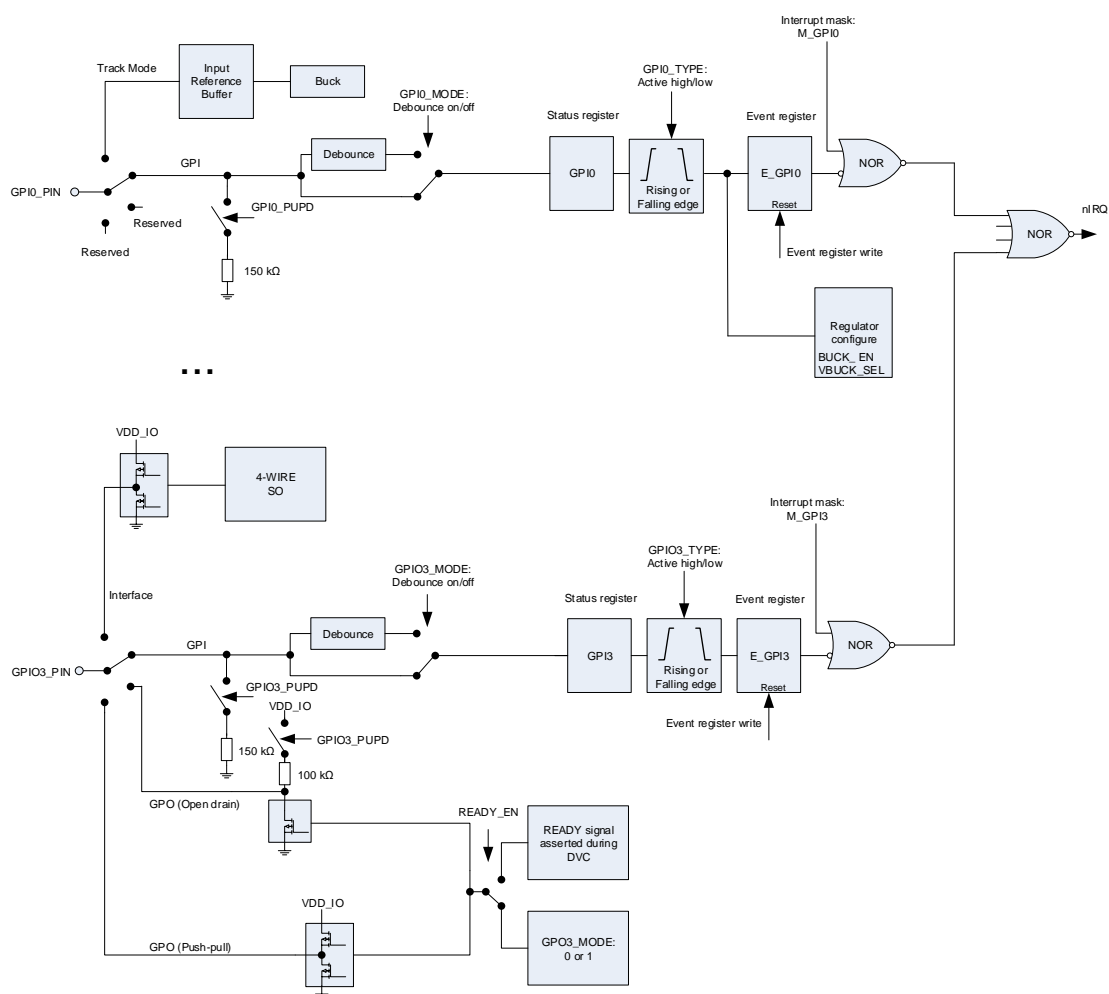 Interrupt mask:
M_GPI0
Track Mode
Input
Reference
Buffer
Buck
GPI0_TYPE:
Active high/low
GPI0_MODE:
Debounce on/off
Status register
Event register
Debounce
GPI
GPI0_PIN
GPI0
Rising or
Falling edge
E_GPI0
Reset
NOR
GPI0_PUPD
Reserved
Reserved
150 kΩ
Event register write
NOR
nIRQ
Regulator
configure
BUCK_ EN
VBUCK_SEL
...
VDD_IO
4-WIRE
SO
Interrupt mask:
M_GPI3
GPIO3_TYPE:
Active high/low
GPIO3_MODE:
Debounce on/off
Interface
Status register
Event register
Debounce
GPI
GPIO3_PIN
GPI3
Rising or
Falling edge
E_GPI3
Reset
NOR
GPIO3_PUPD
VDD_IO
Event register write
GPIO3_PUPD
150 kΩ
100 kΩ
GPO (Open drain)
READY_EN
READY signal
asserted during
DVC
VDD_IO
GPO (Push-pull)
GPO3_MODE:
0 or 1